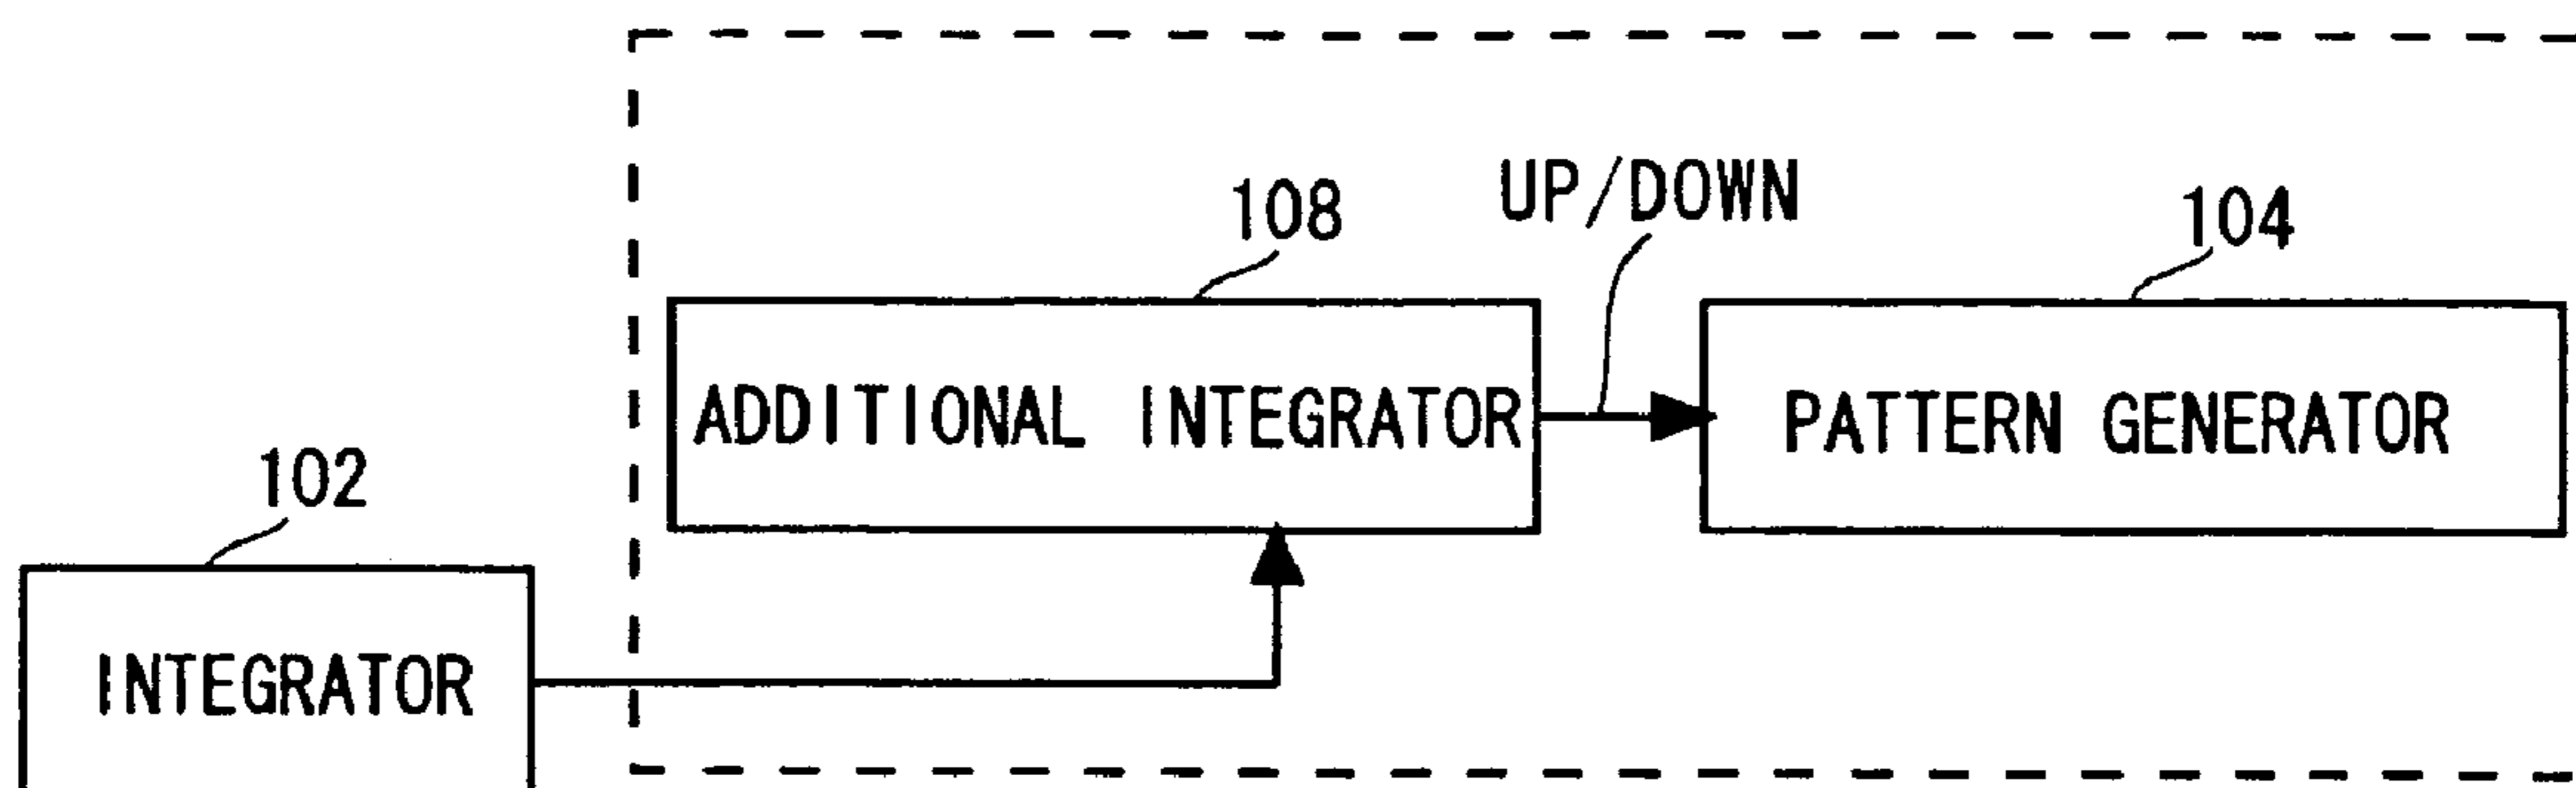 UP/DOWN
108
104
ADDITIONAL INTEGRATOR
PATTERN GENERATOR
102
INTEGRATOR